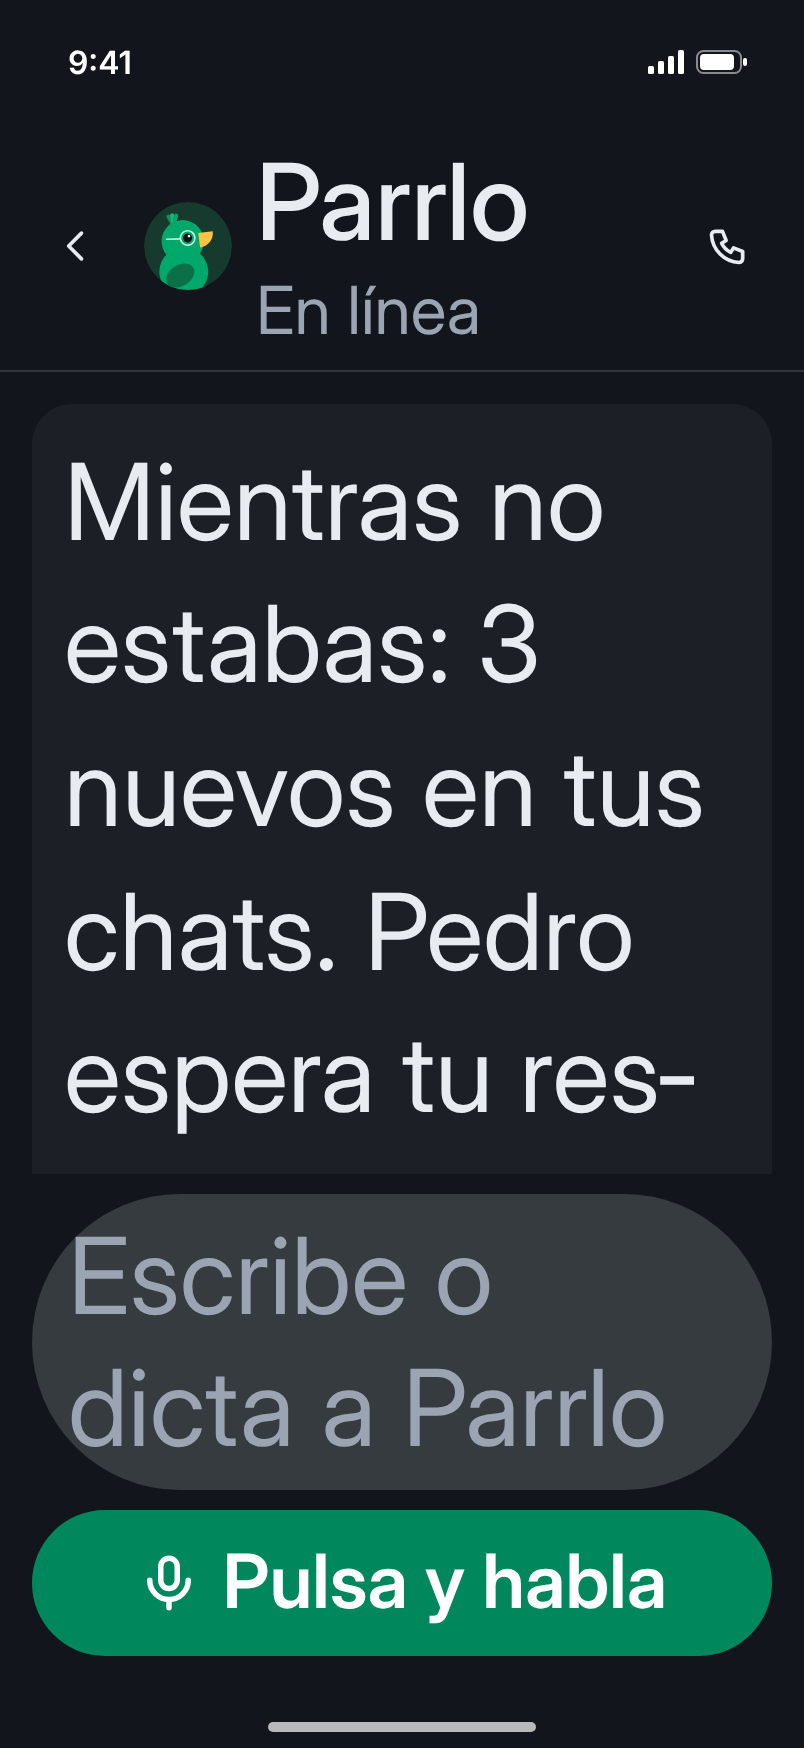 9:41
Parrlo
En línea
Mientras no
estabas: 3
nuevos en tus
chats. Pedro
espera tu res-
Escribe o
dicta a Parrlo
Pulsa y habla